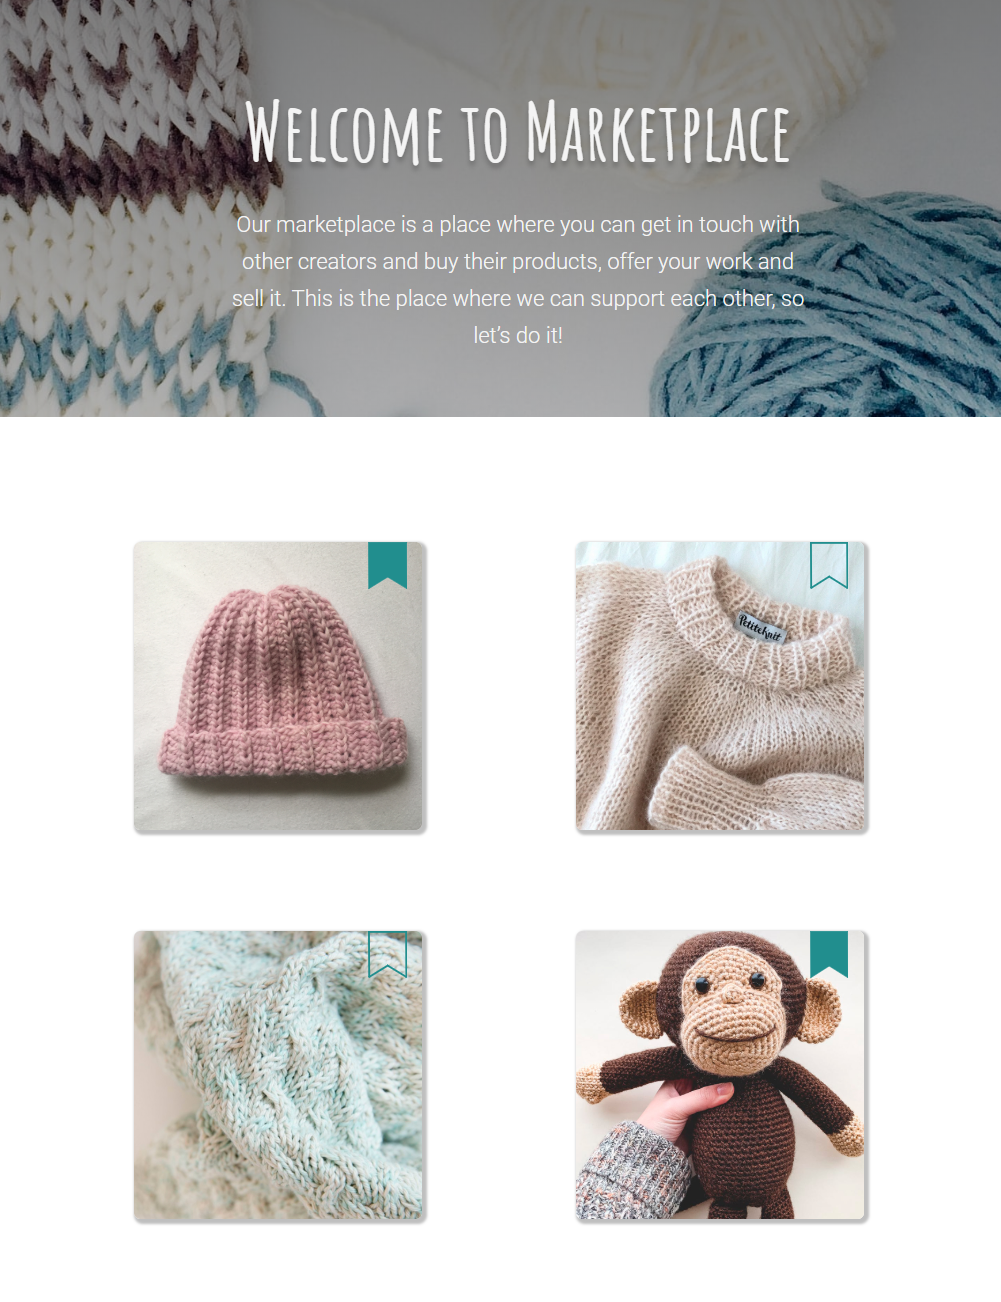 Welcome to Marketplace
Our marketplace is a place where you can get in touch with
other creators and buy their products, offer your work and
sell it. This is the place where we can support each other, so
let's do it!
PetiteKnit